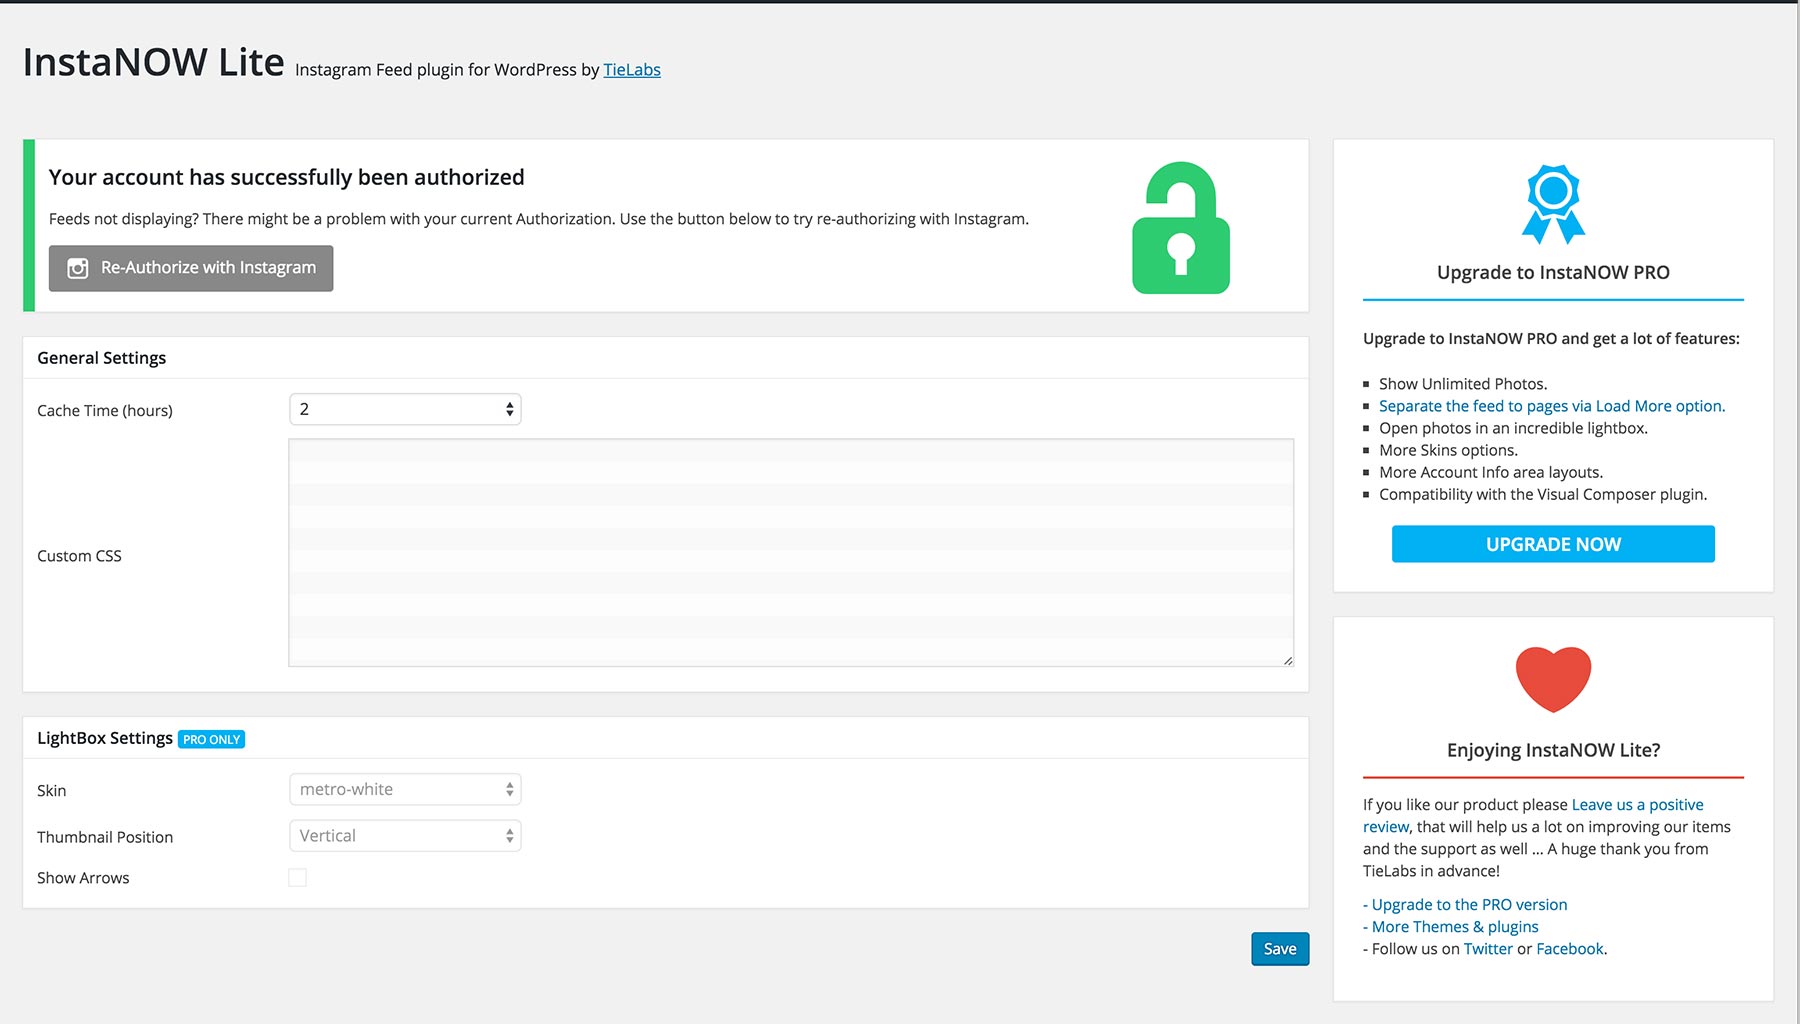 InstaNOW Lite Instagram Feed plugin for WordPress by TieLabs
Your account has successfully been authorized
Feeds not displaying? There might be a problem with your current Authorization. Use the button below to try re-authorizing with Instagram.
Re-Authorize with Instagram
General Settings
Cache Time (hours)
2
Custom CSS
LightBox Settings PRO ONLY
Skin
metro-white
Thumbnail Position
Vertical
Show Arrows
Save
Upgrade to InstaNOW PRO
Upgrade to InstaNOW PRO and get a lot of features:
Show Unlimited Photos.
Separate the feed to pages via Load More option.
Open photos in an incredible lightbox.
More Skins options.
More Account Info area layouts.
Compatibility with the Visual Composer plugin.
UPGRADE NOW
Enjoying InstaNOW Lite?
If you like our product please Leave us a positive
review, that will help us a lot on improving our items
and the support as well ... A huge thank you from
TieLabs in advance!
- Upgrade to the PRO version
- More Themes & plugins
- Follow us on Twitter or Facebook.